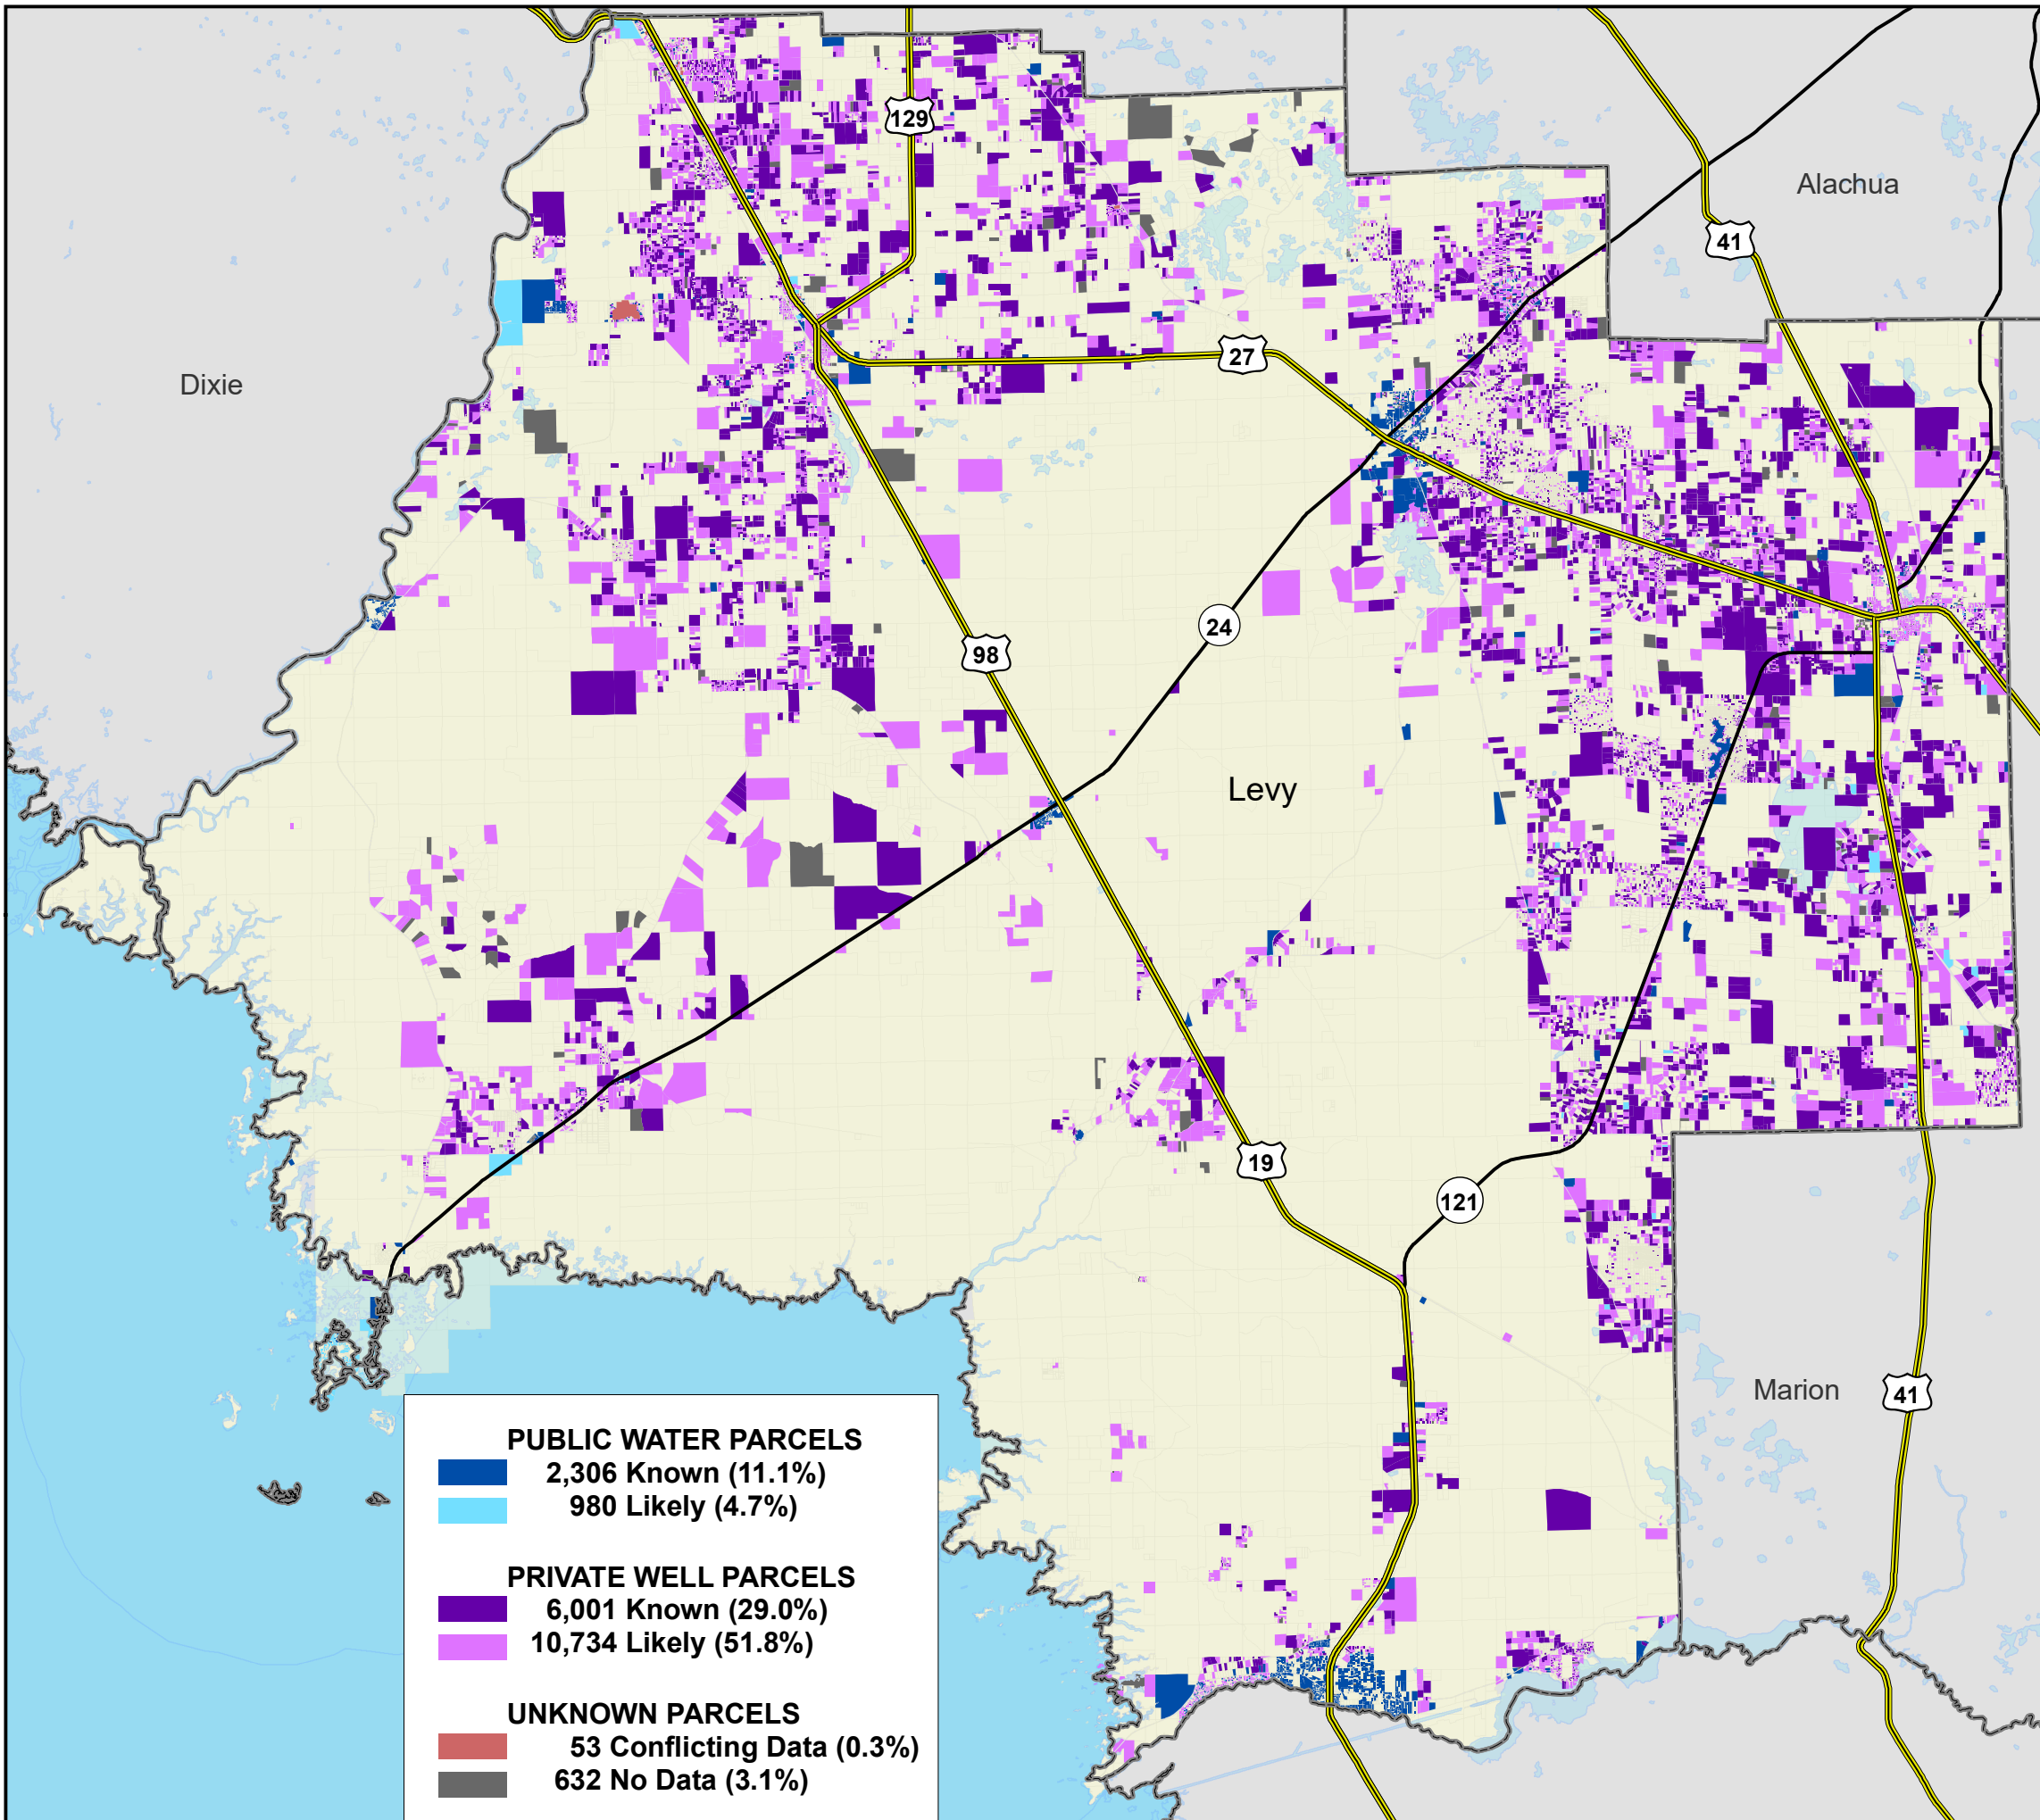 129
Alachua
41
27
Dixie
24
98
Levy
19
121
Marion
41
PUBLIC WATER PARCELS
2,306 Known (11.1%)
980 Likely (4.7%)
PRIVATE WELL PARCELS
6,001 Known (29.0%)
10,734 Likely (51.8%)
UNKNOWN PARCELS
53 Conflicting Data (0.3%)
632 No Data (3.1%)